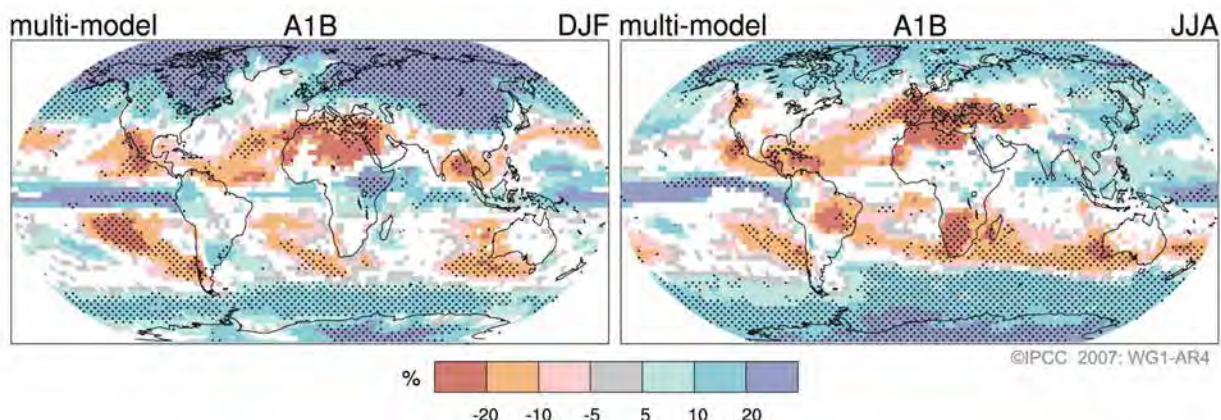 multi-model A1B DJF
multi-model A1B JJA
©IPCC 2007: WG1-AR4
%
-20 -10 -5 5 10 20